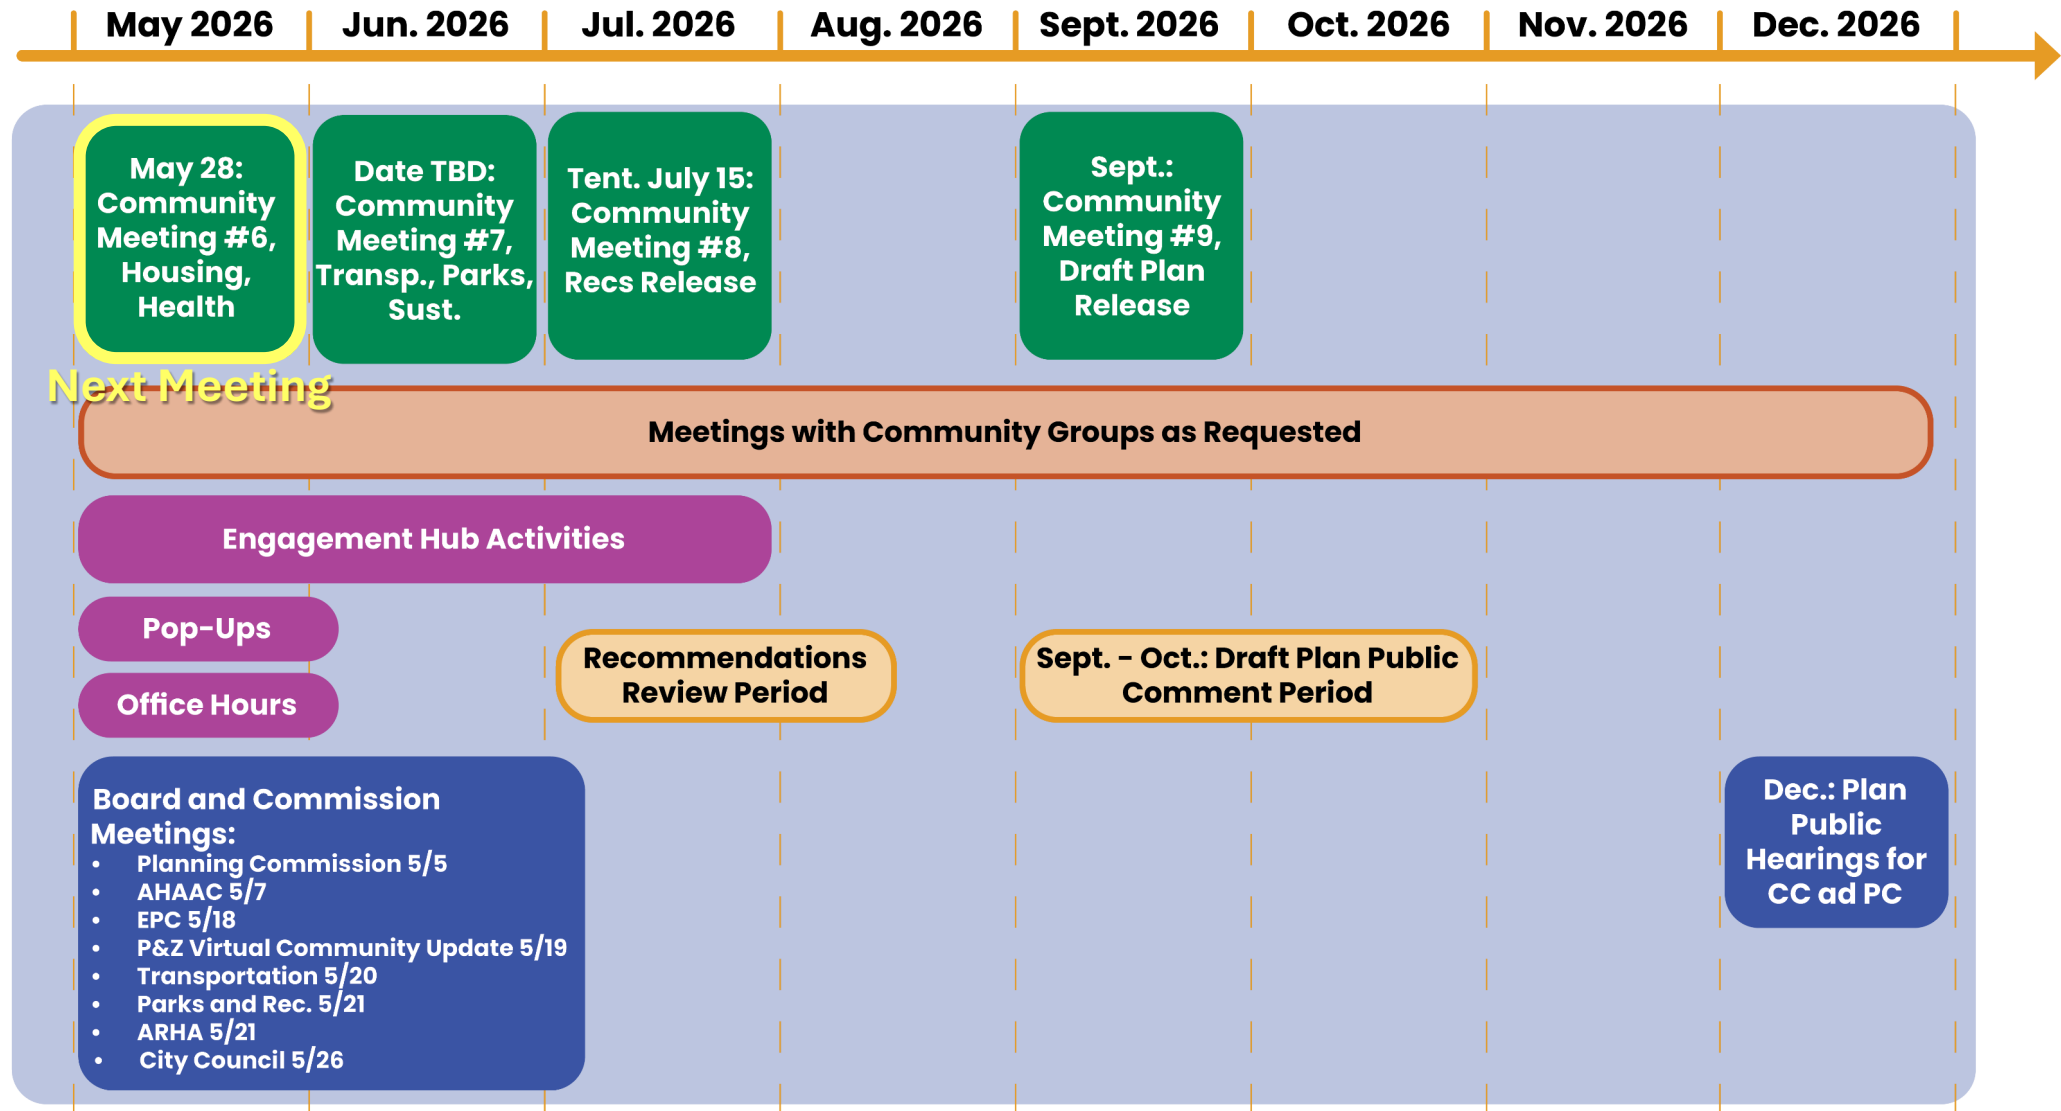 May 2026
Jun. 2026
Jul. 2026
Aug. 2026
Sept. 2026
Oct. 2026
Nov. 2026
Dec. 2026
May 28:
Community
Meeting #6,
Housing,
Health
Date TBD:
Community
Meeting #7,
Transp., Parks,
Sust.
Tent. July 15:
Community
Meeting #8,
Recs Release
Sept.:
Community
Meeting #9,
Draft Plan
Release
Next Meeting
Meetings with Community Groups as Requested
Engagement Hub Activities
Pop-Ups
Office Hours
Recommendations
Review Period
Sept. - Oct.: Draft Plan Public
Comment Period
Board and Commission
Meetings:
• Planning Commission 5/5
• AHAAC 5/7
• EPC 5/18
• P&Z Virtual Community Update 5/19
• Transportation 5/20
• Parks and Rec. 5/21
• ARHA 5/21
• City Council 5/26
Dec.: Plan
Public
Hearings for
CC ad PC